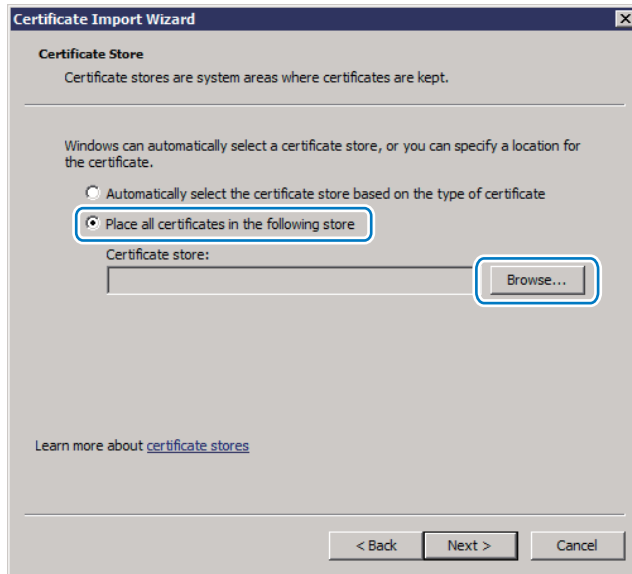 Certificate Import Wizard
Certificate Store
Certificate stores are system areas where certificates are kept.
Windows can automatically select a certificate store, or you can specify a location for
the certificate.
Automatically select the certificate store based on the type of certificate
Place all certificates in the following store
Certificate store:
Browse...
Learn more about certificate stores
< Back Next > Cancel